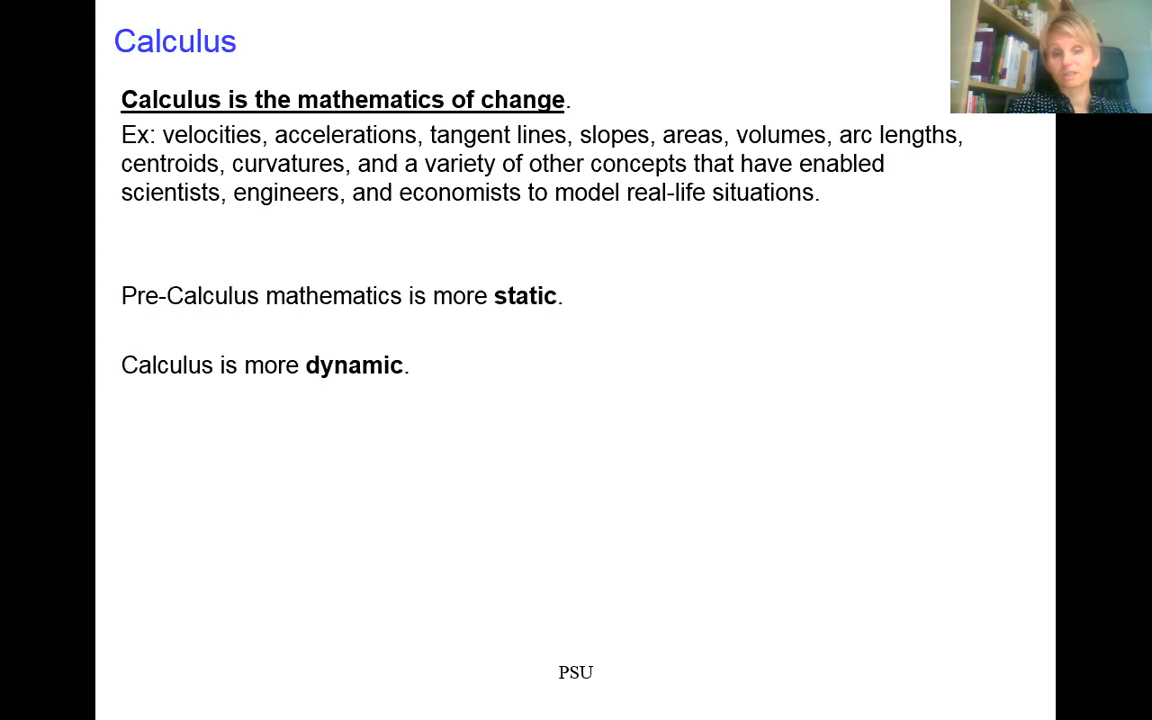 Calculus
Calculus is the mathematics of change.
Ex: velocities, accelerations, tangent lines, slopes, areas, volumes, arc lengths,
centroids, curvatures, and a variety of other concepts that have enabled
scientists, engineers, and economists to model real-life situations.
Pre-Calculus mathematics is more static.
Calculus is more dynamic.
PSU